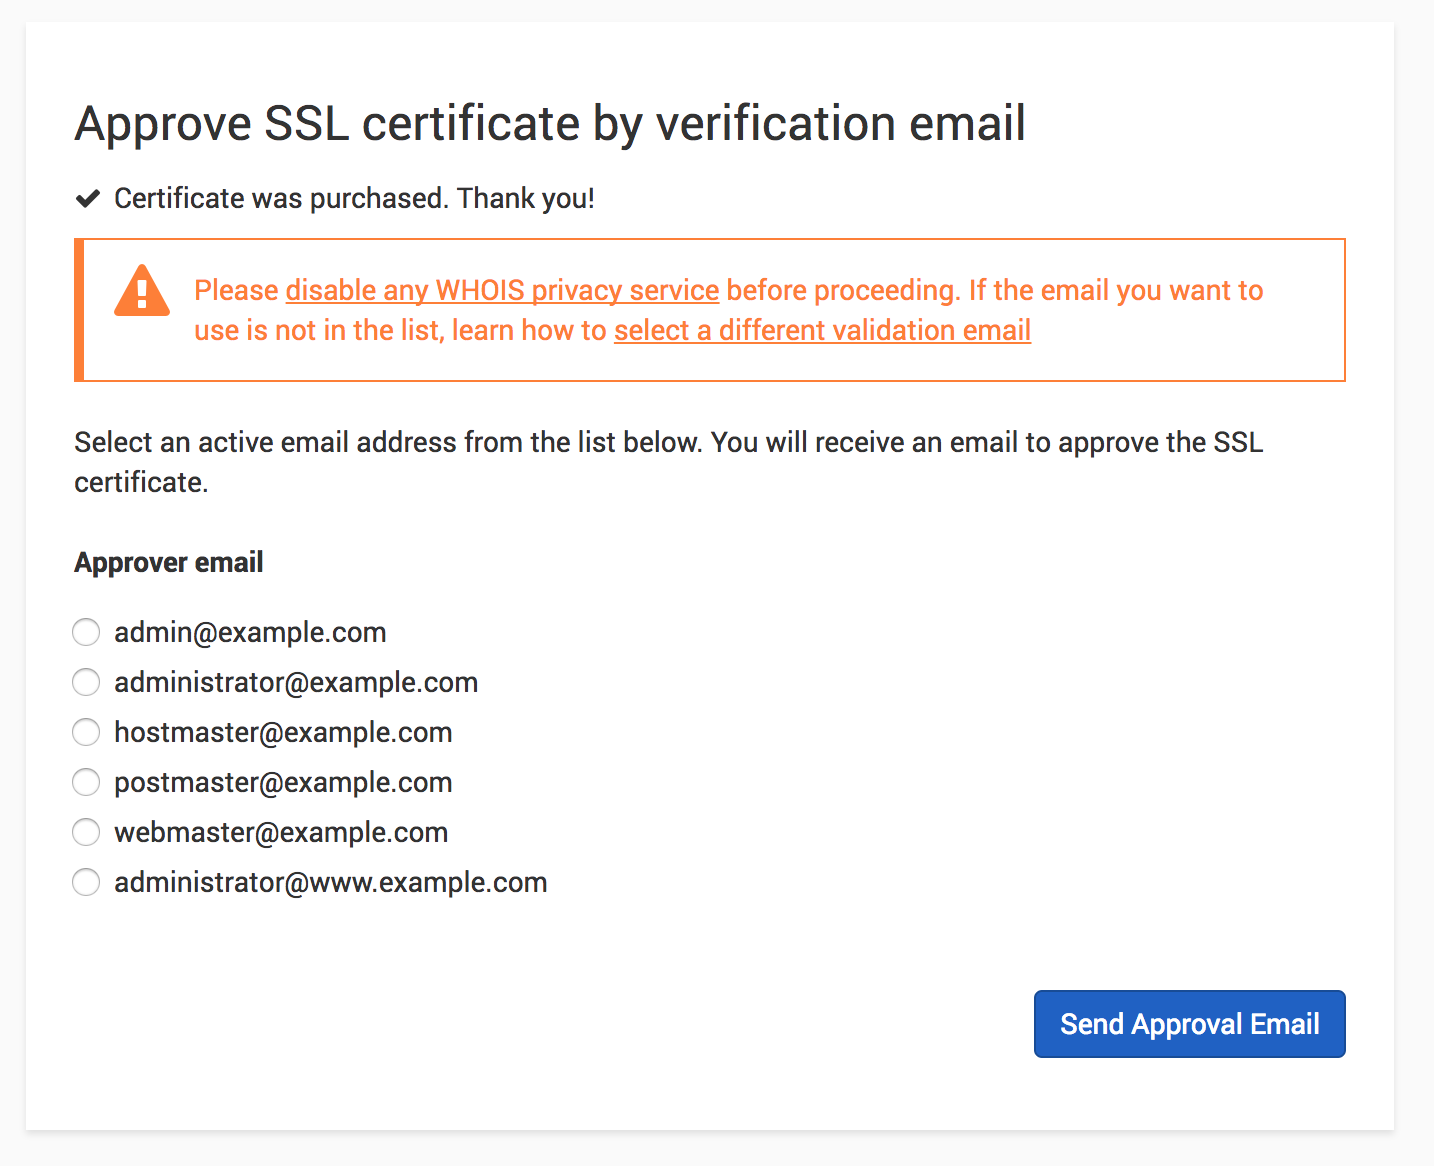 Approve SSL certificate by verification email
Certificate was purchased. Thank you!
Please disable any WHOIS privacy service before proceeding. If the email you want to
use is not in the list, learn how to select a different validation email
Select an active email address from the list below. You will receive an email to approve the SSL
certificate.
Approver email
admin@example.com
administrator@example.com
hostmaster@example.com
postmaster@example.com
webmaster@example.com
administrator@www.example.com
Send Approval Email